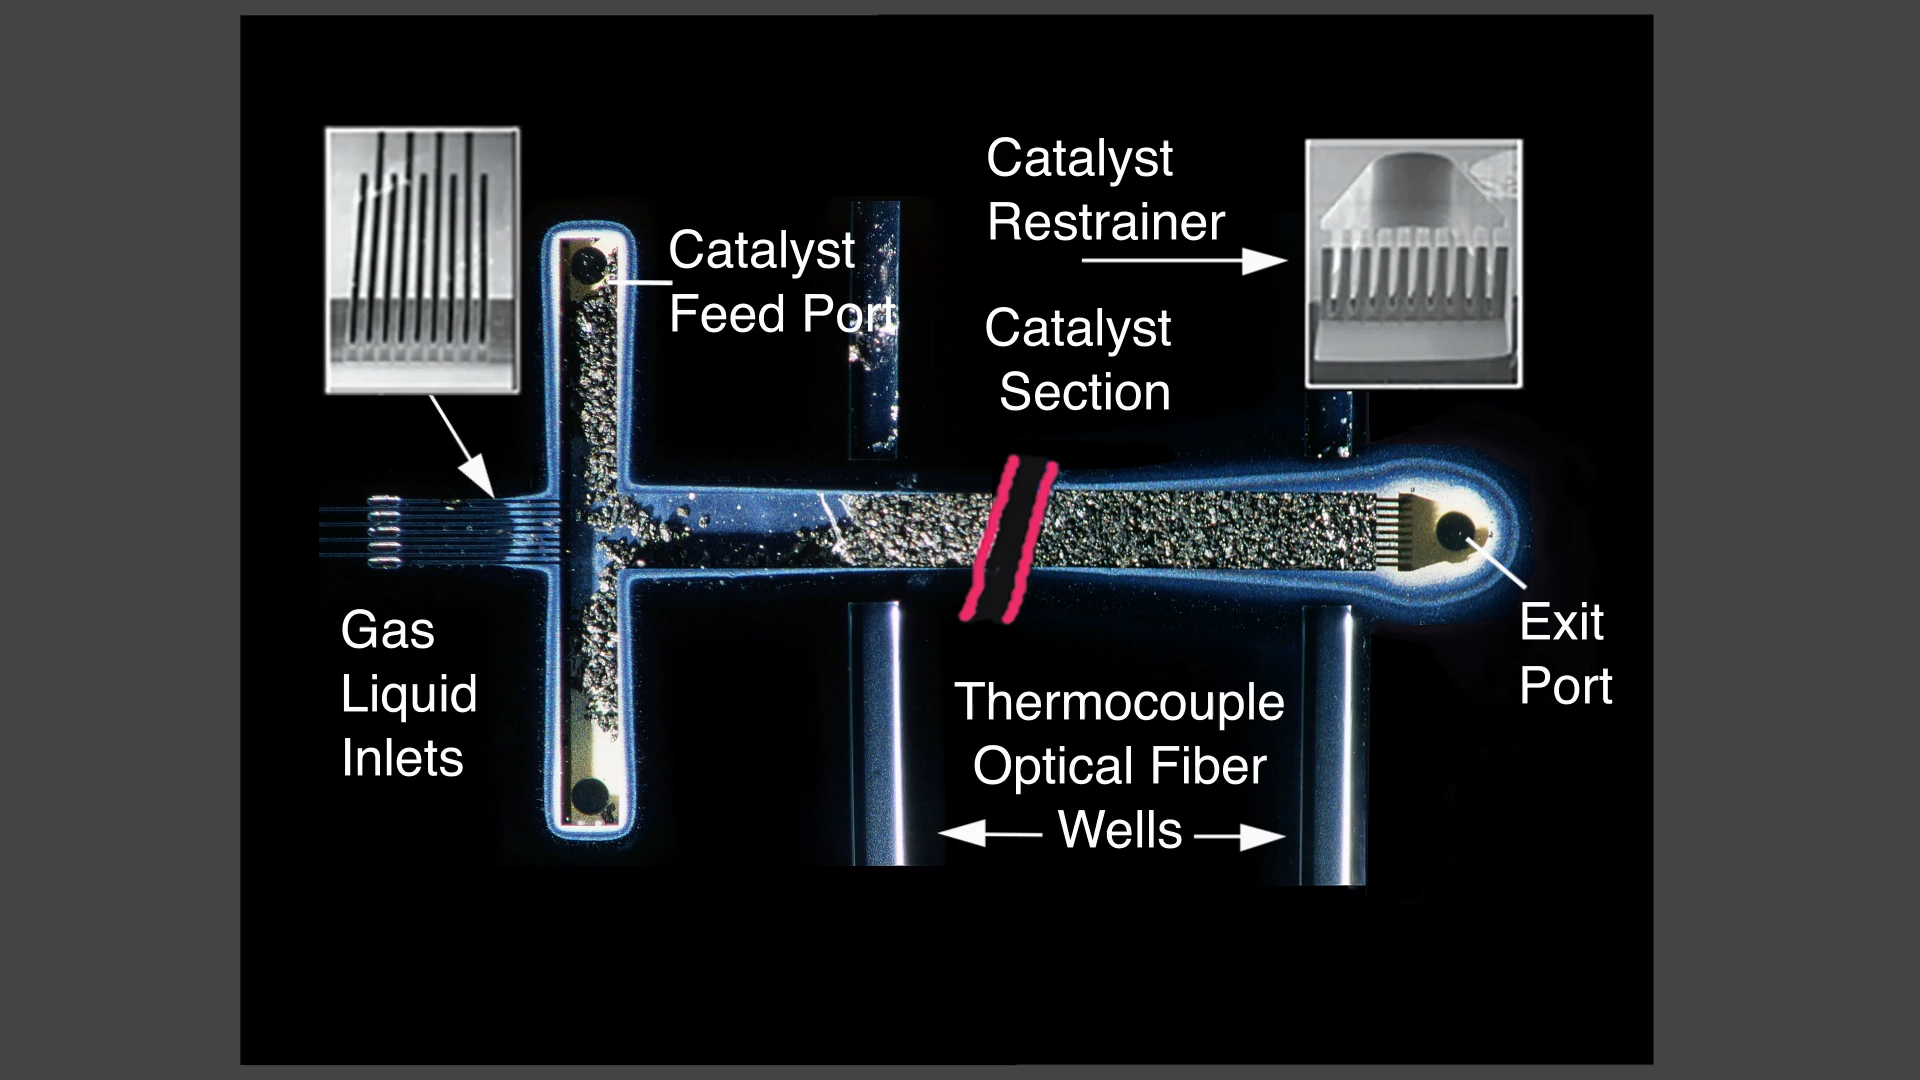 Catalyst
Feed Port
Catalyst
Restrainer
Catalyst
Section
Gas
Liquid
Inlets
Thermocouple
Optical Fiber
Wells
Exit
Port